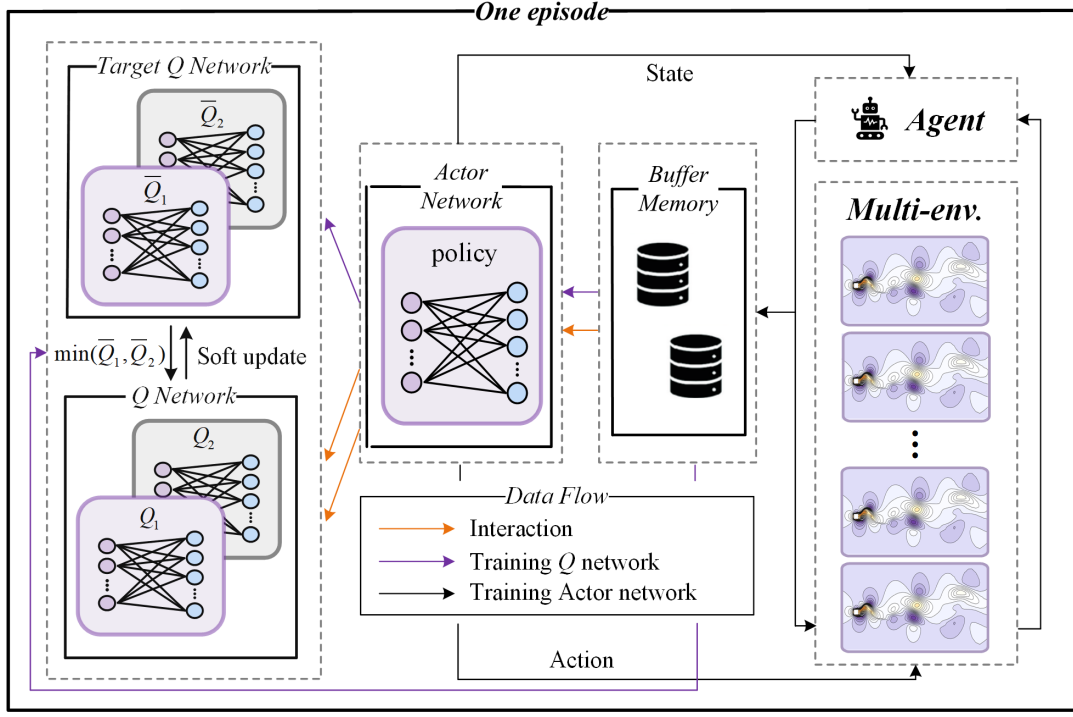 One episode
Target Q Network
Q̅₂
Q̅₁
min(Q̅₁, Q̅₂)
Soft update
Q Network
Q₂
Q₁
Actor
Network
policy
Buffer
Memory
State
Agent
Multi-env.
Data Flow
Interaction
Training Q network
Training Actor network
Action